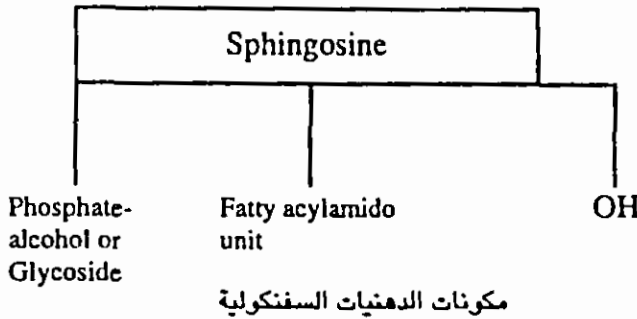 Sphingosine
Phosphate-
alcohol or
Glycoside
Fatty acylamido
unit
OH
مكونات الدهنيات السفنكولية